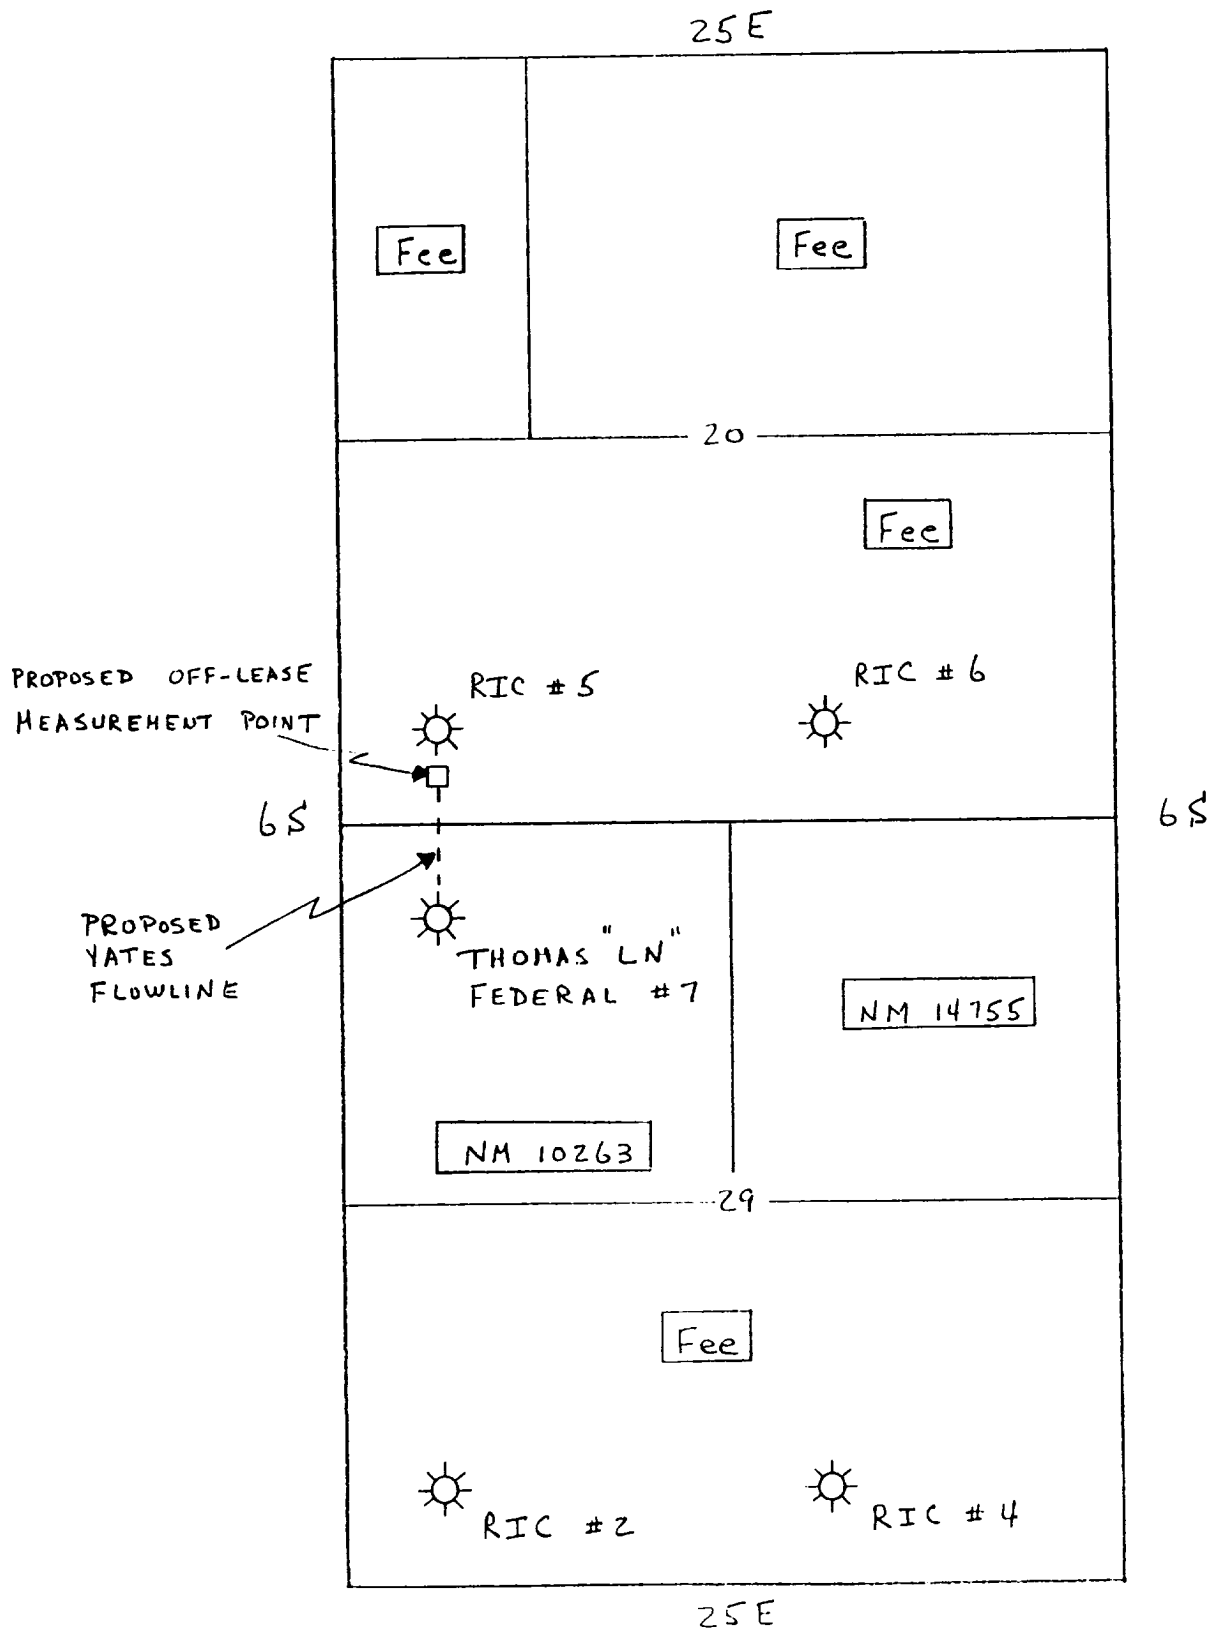 25E
Fee
Fee
20
Fee
PROPOSED OFF-LEASE
MEASUREMENT POINT
RIC # 5
RIC # 6
6S
6S
PROPOSED
YATES
FLOWLINE
THOMAS "LN"
FEDERAL #7
NM 14755
NM 10263
29
Fee
RIC #2
RIC # 4
25E